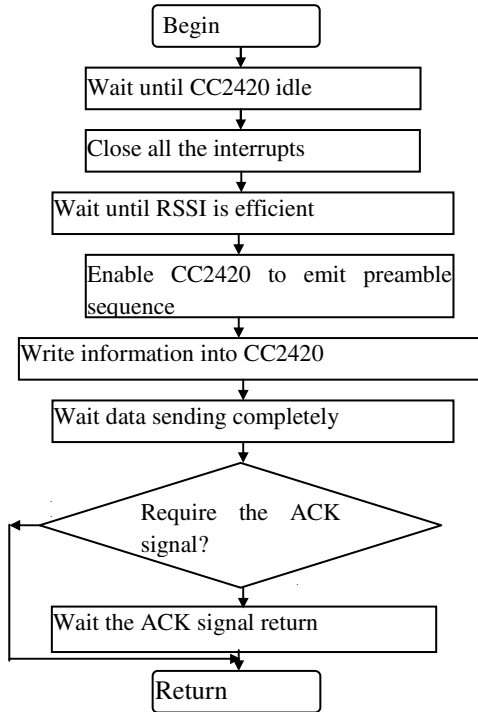 Begin
Wait until CC2420 idle
Close all the interrupts
Wait until RSSI is efficient
Enable CC2420 to emit preamble
sequence
Write information into CC2420
Wait data sending completely
Require the ACK
signal?
Wait the ACK signal return
Return